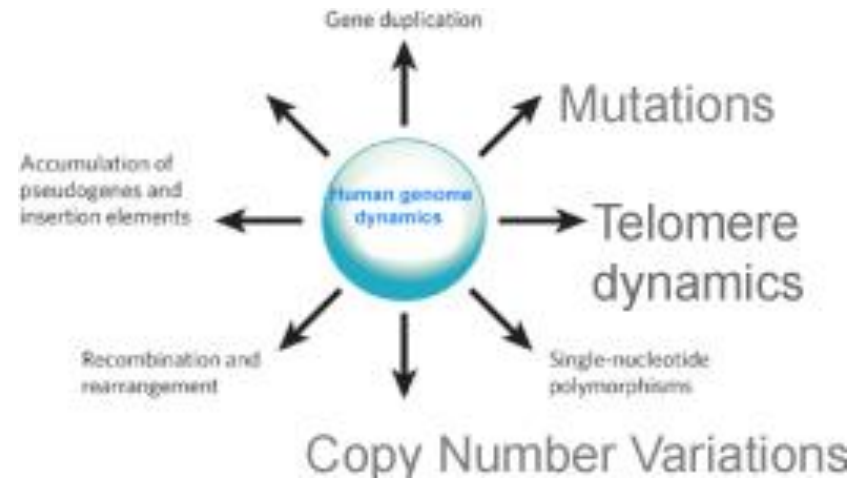 Gene duplication
Mutations
Accumulation of
pseudogenes and
insertion elements
Human genome
dynamics
Telomere
dynamics
Recombination and
rearrangement
Single-nucleotide
polymorphisms
Copy Number Variations